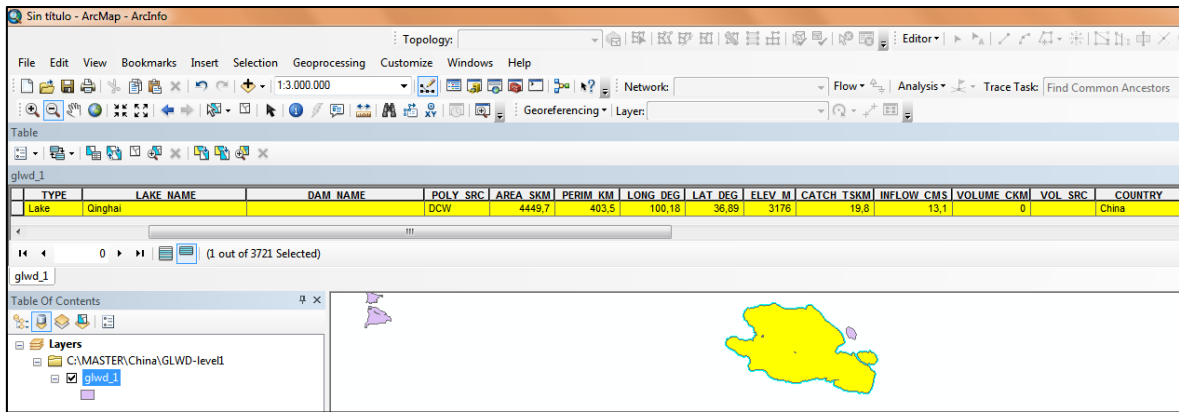 Sin título - ArcMap - ArcInfo
Topology: Editor
File Edit View Bookmarks Insert Selection Geoprocessing Customize Windows Help
1:3.000.000 Network: Flow Analysis Trace Task: Find Common Ancestors
Georeferencing Layer:
Table
glwd_1
TYPE LAKE_NAME DAM_NAME POLY_SRC AREA_SKM PERIM_KM LONG_DEG LAT_DEG ELEV_M CATCH_TSKM INFLOW_CMS VOLUME_CKM VOL_SRC COUNTRY
Lake Qinghai DCW 4449,7 403,5 100,18 36,89 3176 19,8 13,1 0 China
0 (1 out of 3721 Selected)
glwd_1
Table Of Contents
Layers
C:\MASTER\China\GLWD-level1
glwd_1